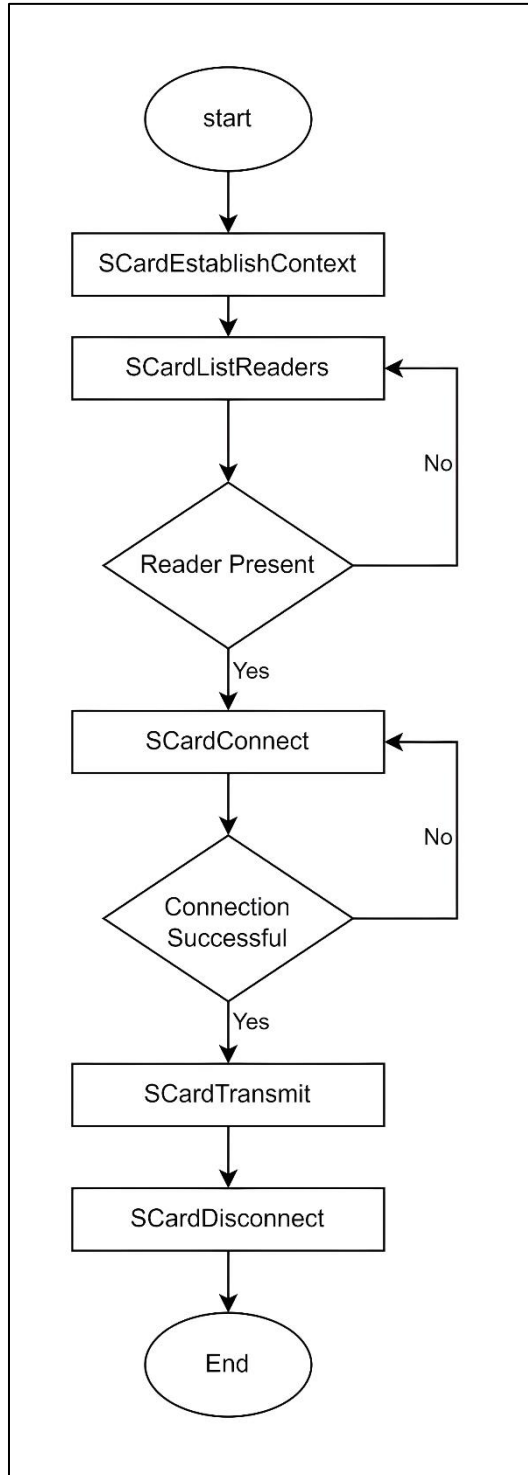 start
SCardEstablishContext
SCardListReaders
No
Reader Present
Yes
SCardConnect
No
Connection
Successful
Yes
SCardTransmit
SCardDisconnect
End